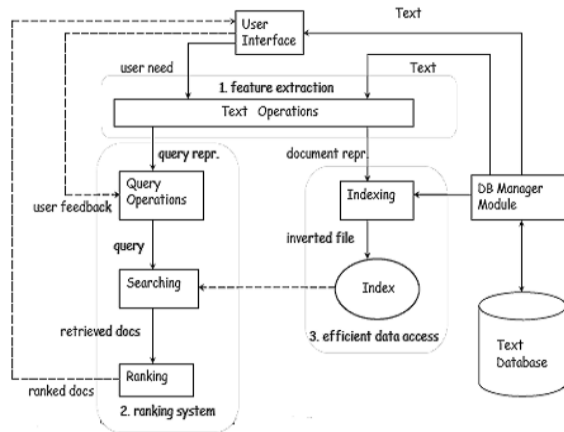 Text
User
Interface
user need
Text
1. feature extraction
Text Operations
query repr.
document repr.
Query
Operations
Indexing
DB Manager
Module
user feedback
query
inverted file
Searching
Index
retrieved docs
3. efficient data access
Text
Database
Ranking
ranked docs
2. ranking system